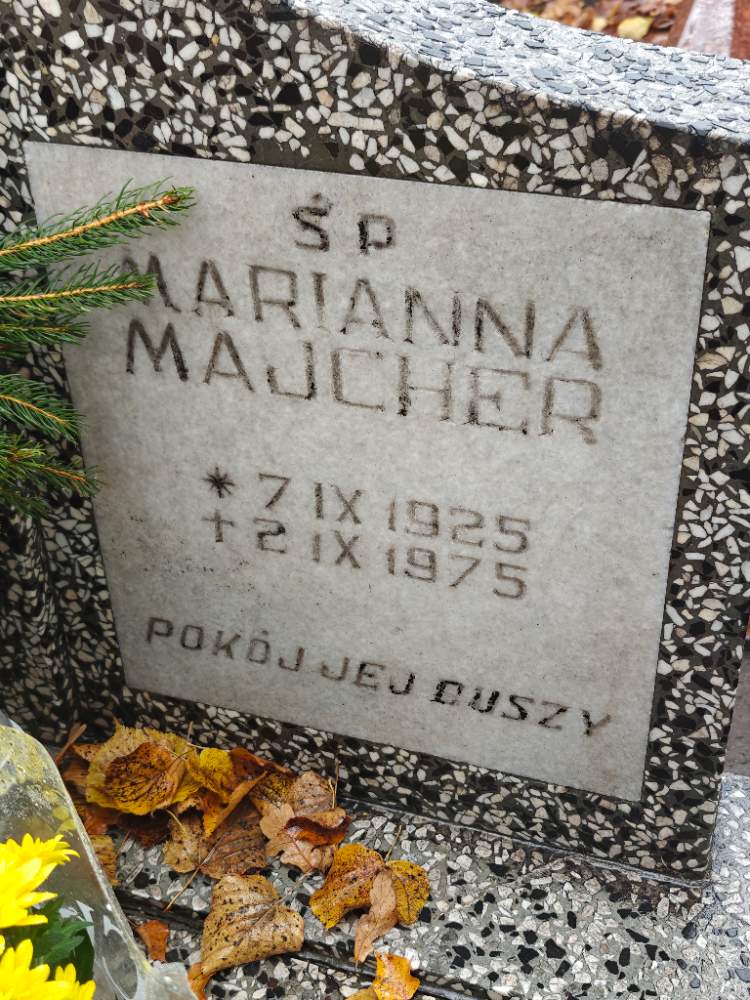 ŚP
MARIANNA
MAJCHER
* 7 IX 1925
+ 2 IX 1975
POKÓJ JEJ DUSZY